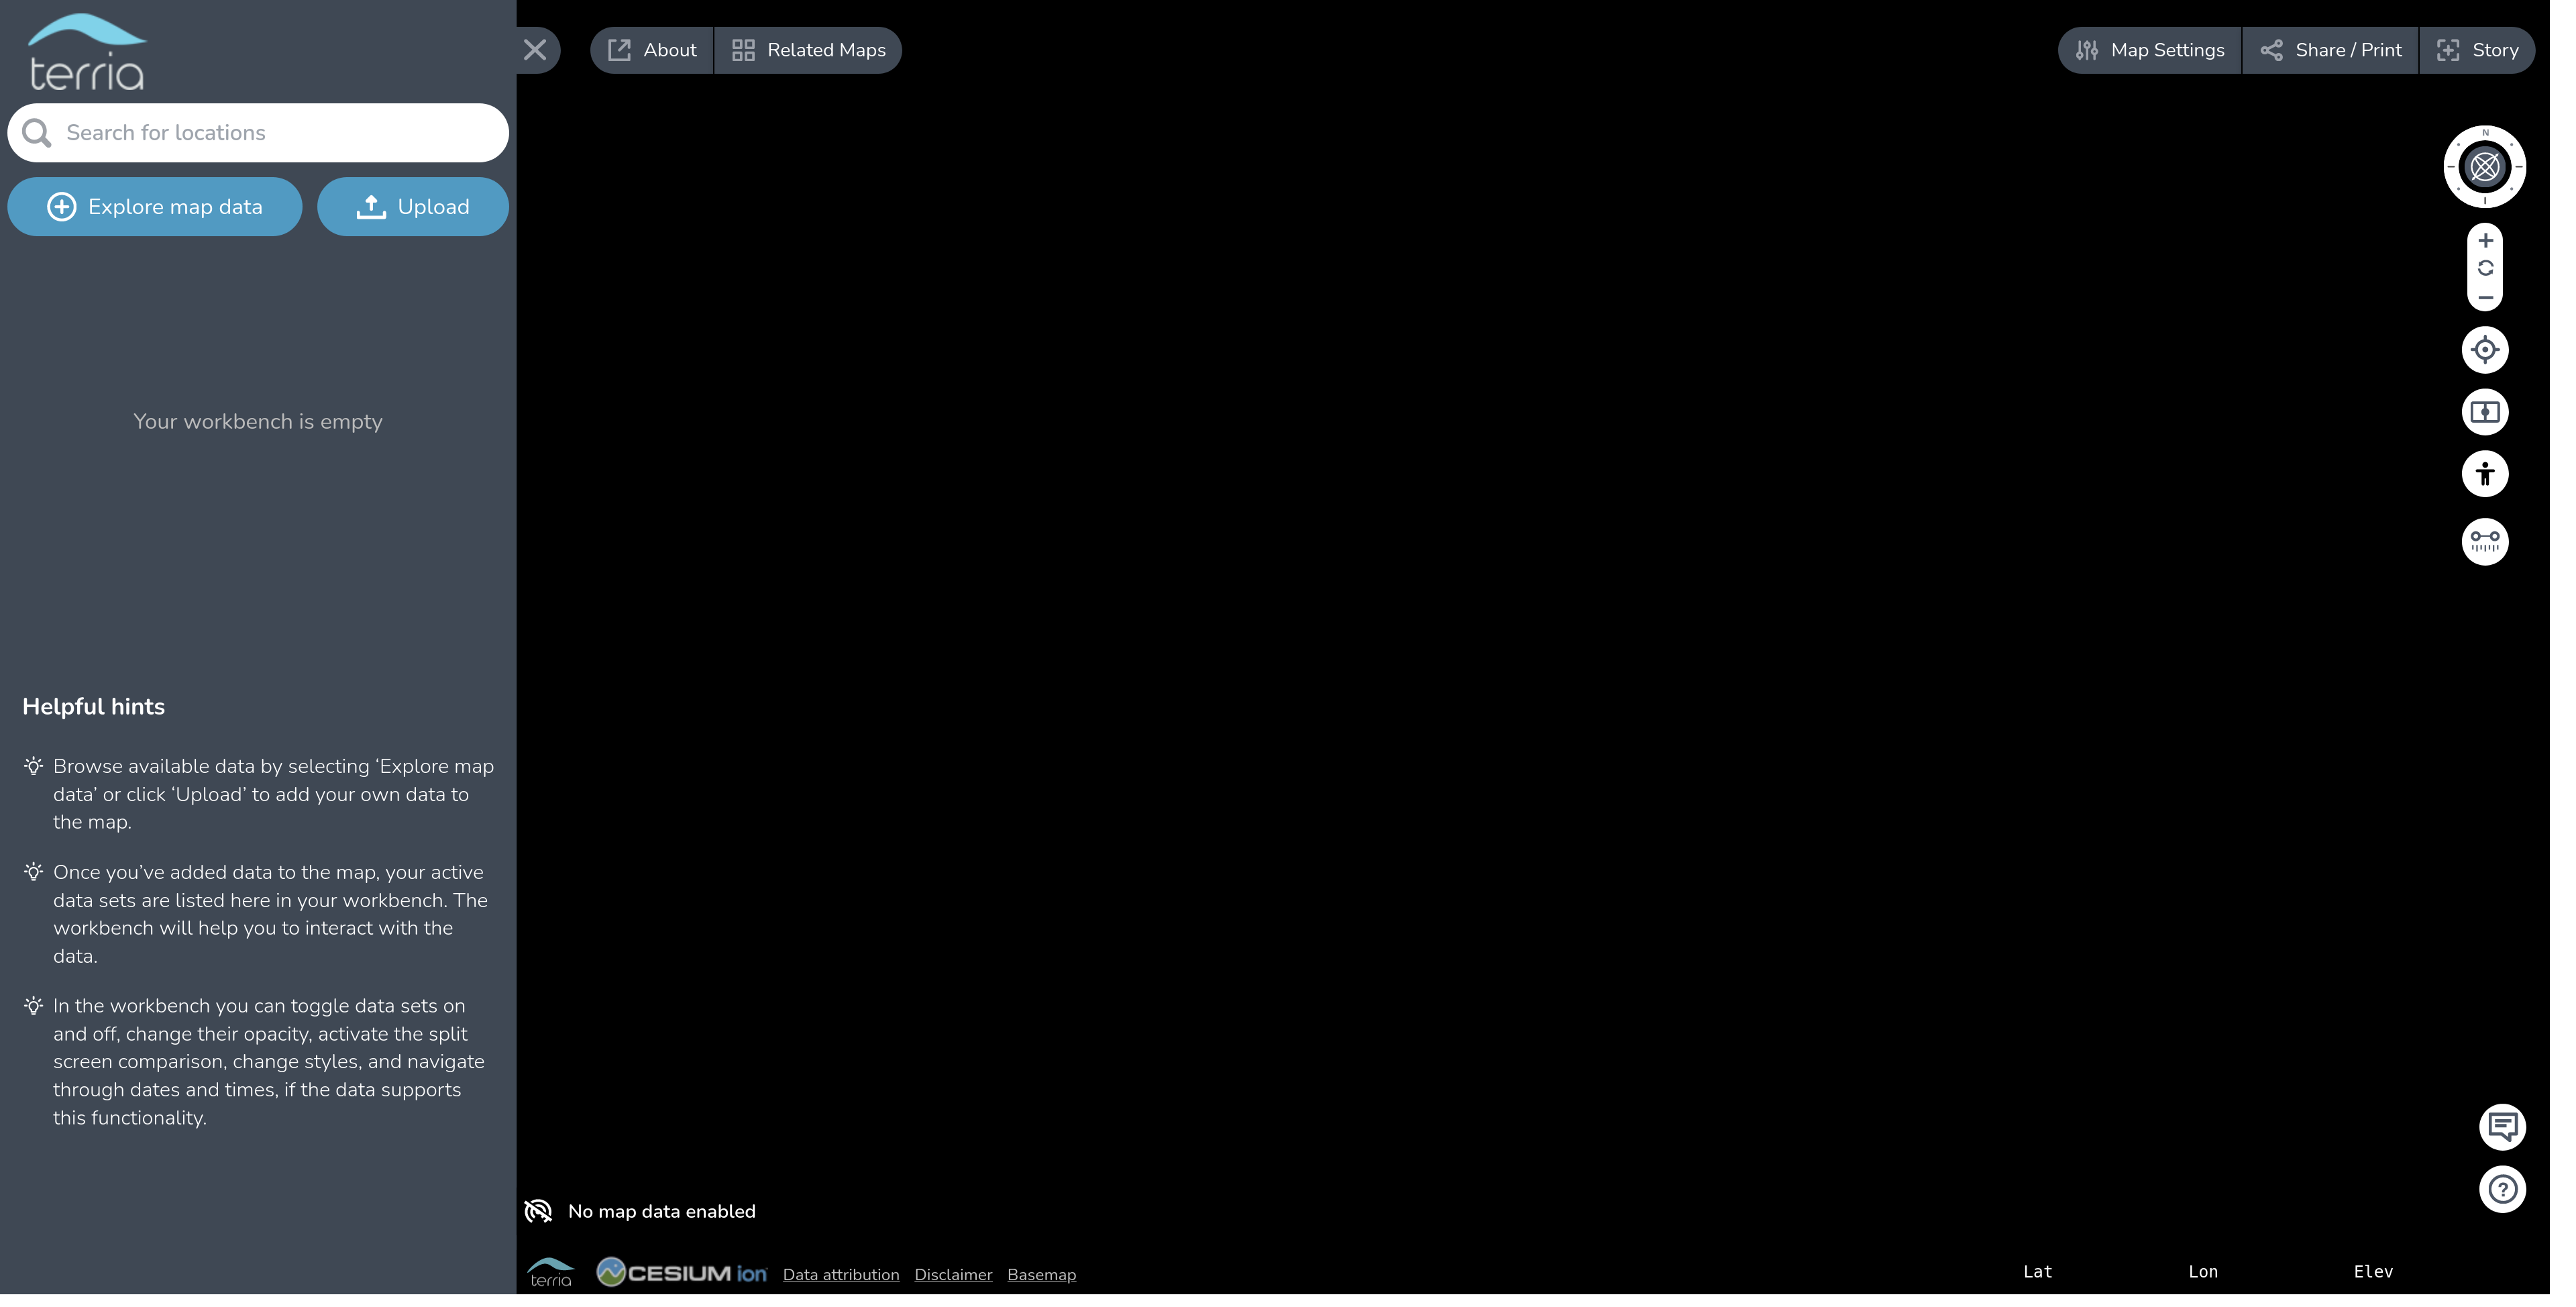 terria
About
Related Maps
Map Settings
Share / Print
Story
Search for locations
Explore map data
Upload
N
Your workbench is empty
Helpful hints
Browse available data by selecting ‘Explore map
data’ or click ‘Upload’ to add your own data to
the map.
Once you’ve added data to the map, your active
data sets are listed here in your workbench. The
workbench will help you to interact with the
data.
In the workbench you can toggle data sets on
and off, change their opacity, activate the split
screen comparison, change styles, and navigate
through dates and times, if the data supports
this functionality.
No map data enabled
terria
CESIUM ion
Data attribution
Disclaimer
Basemap
Lat
Lon
Elev